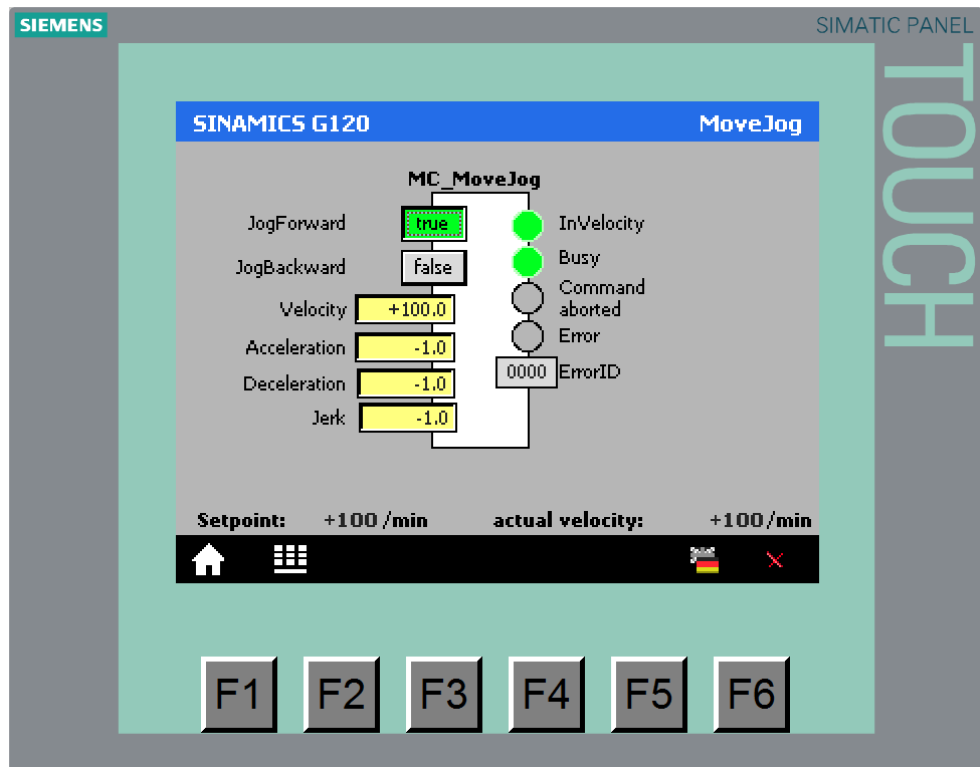 SIEMENS
SIMATIC PANEL
TOUCH
SINAMICS G120 MoveJog
MC_MoveJog
JogForward true InVelocity
JogBackward false Busy
Command
aborted
Velocity +100.0
Error
Acceleration -1.0
0000 ErrorID
Deceleration -1.0
Jerk -1.0
Setpoint: +100 /min actual velocity: +100 /min
F1 F2 F3 F4 F5 F6